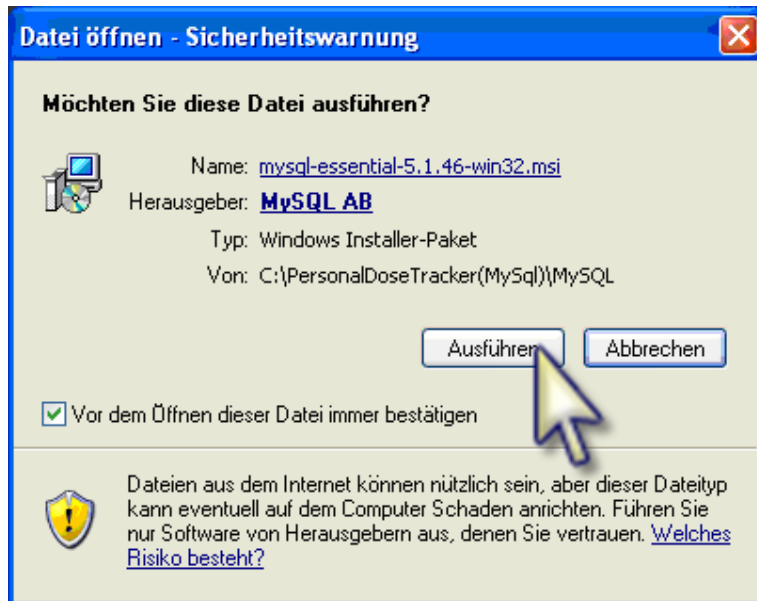 Datei öffnen - Sicherheitswarnung
Möchten Sie diese Datei ausführen?
Name: mysql-essential-5.1.46-win32.msi
Herausgeber: MySQL AB
Typ: Windows Installer-Paket
Von: C:\PersonalDoseTracker(MySql)\MySQL
Ausführen Abbrechen
Vor dem Öffnen dieser Datei immer bestätigen
Dateien aus dem Internet können nützlich sein, aber dieser Dateityp
kann eventuell auf dem Computer Schaden anrichten. Führen Sie
nur Software von Herausgebern aus, denen Sie vertrauen. Welches
Risiko besteht?